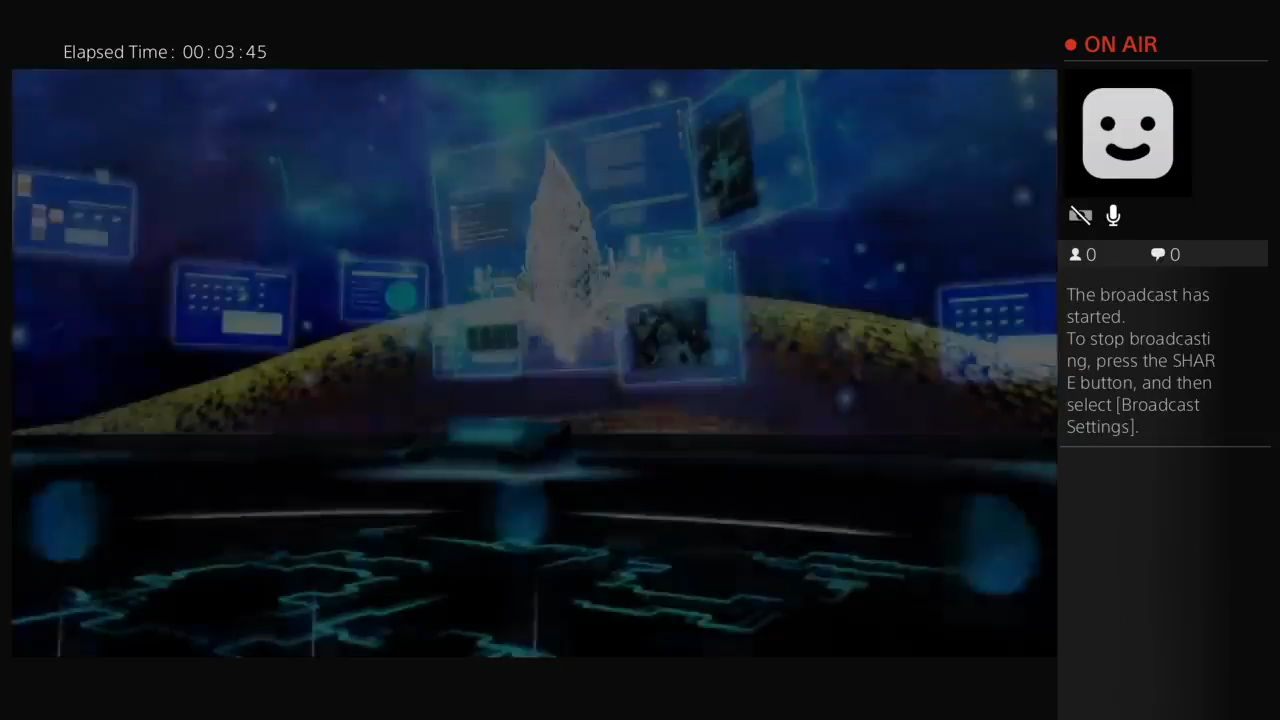 Elapsed Time: 00:03:45
ON AIR
0 0
The broadcast has
started.
To stop broadcasti
ng, press the SHAR
E button, and then
select [Broadcast
Settings].